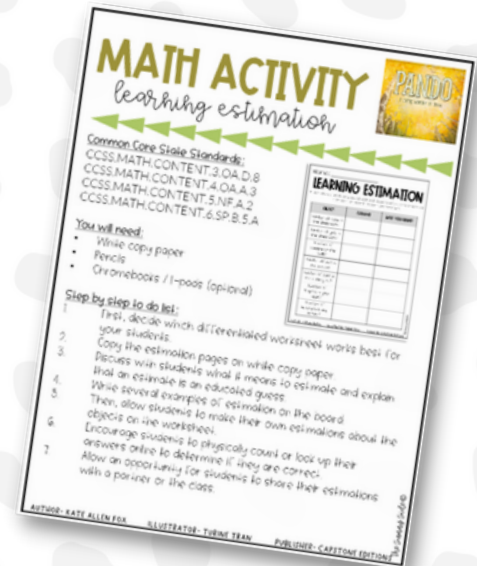 MATH ACTIVITY
learning estimation
PANDO
Common Core State Standards:
CCSS.MATH.CONTENT.3.OA.D.8
CCSS.MATH.CONTENT.4.OA.A.3
CCSS.MATH.CONTENT.5.NF.A.2
CCSS.MATH.CONTENT.6.SP.B.5.A
LEARNING ESTIMATION
You will need:
• White copy paper
• Pencils
• Chromebooks / I-pads (optional)
Step by step to do list:
1. First, decide which differentiated worksheet works best for
your students.
2. Copy the estimation pages on white copy paper.
3. Discuss with students what it means to estimate and explain
that an estimate is an educated guess.
4. Write several examples of estimation on the board.
5. Then, allow students to make their own estimations about the
objects on the worksheet.
6. Encourage students to physically count or look up their
answers online to determine if they are correct.
7. Allow an opportunity for students to share their estimations
with a partner or the class.
AUTHOR- KATE ALLEN FOX
ILLUSTRATOR- TURINE TRAN
PUBLISHER- CAPSTONE EDITIONS